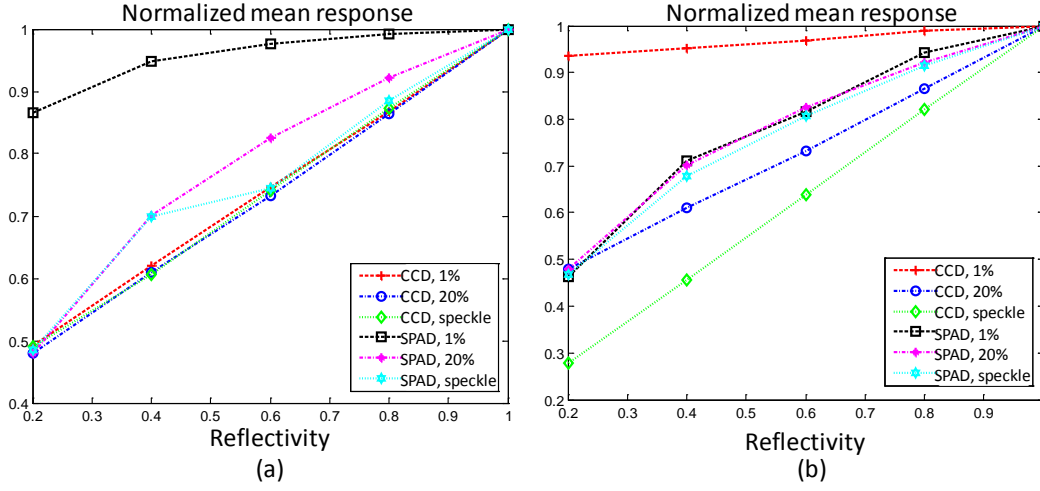 Normalized mean response
1
0.9
0.8
0.7
0.6
0.5
0.4
0.2
0.3
0.4
0.5
0.6
0.7
0.8
0.9
1
CCD, 1%
CCD, 20%
CCD, speckle
SPAD, 1%
SPAD, 20%
SPAD, speckle
Reflectivity
(a)
Normalized mean response
1
0.9
0.8
0.7
0.6
0.5
0.4
0.3
0.2
0.2
0.3
0.4
0.5
0.6
0.7
0.8
0.9
CCD, 1%
CCD, 20%
CCD, speckle
SPAD, 1%
SPAD, 20%
SPAD, speckle
Reflectivity
(b)